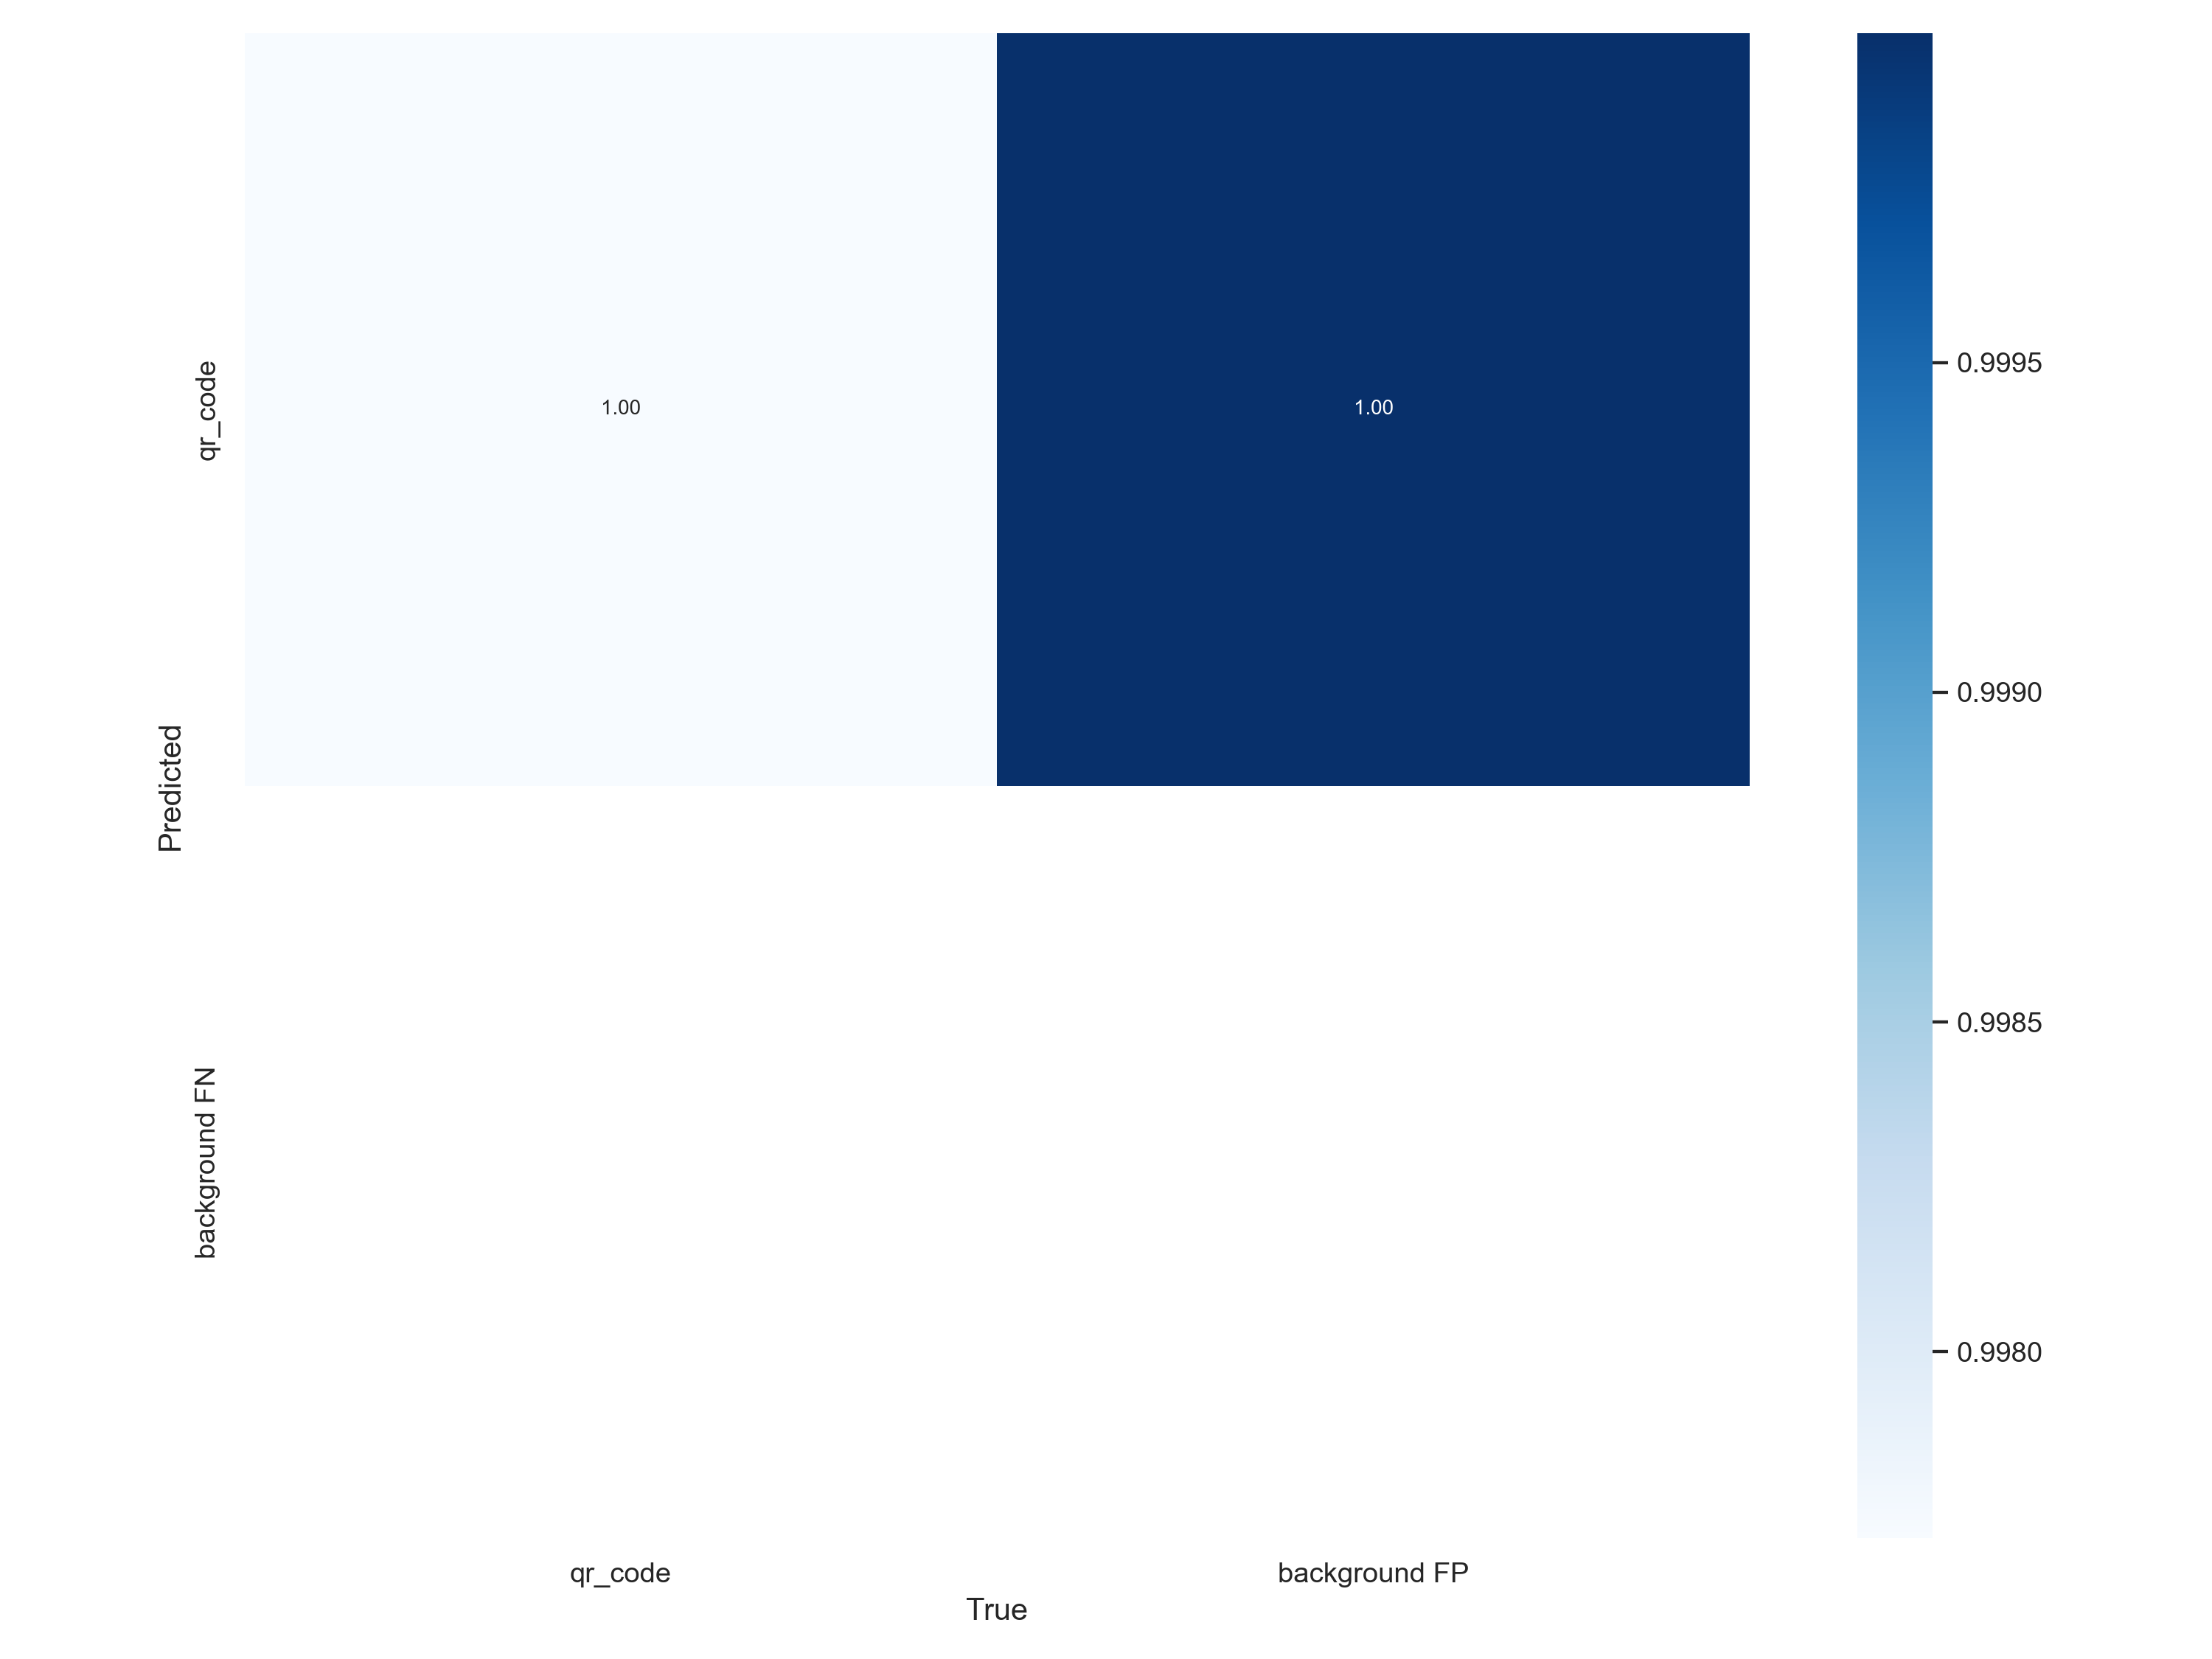 qr_code
1.00
1.00
0.9995
0.9990
Predicted
0.9985
background FN
0.9980
qr_code
background FP
True